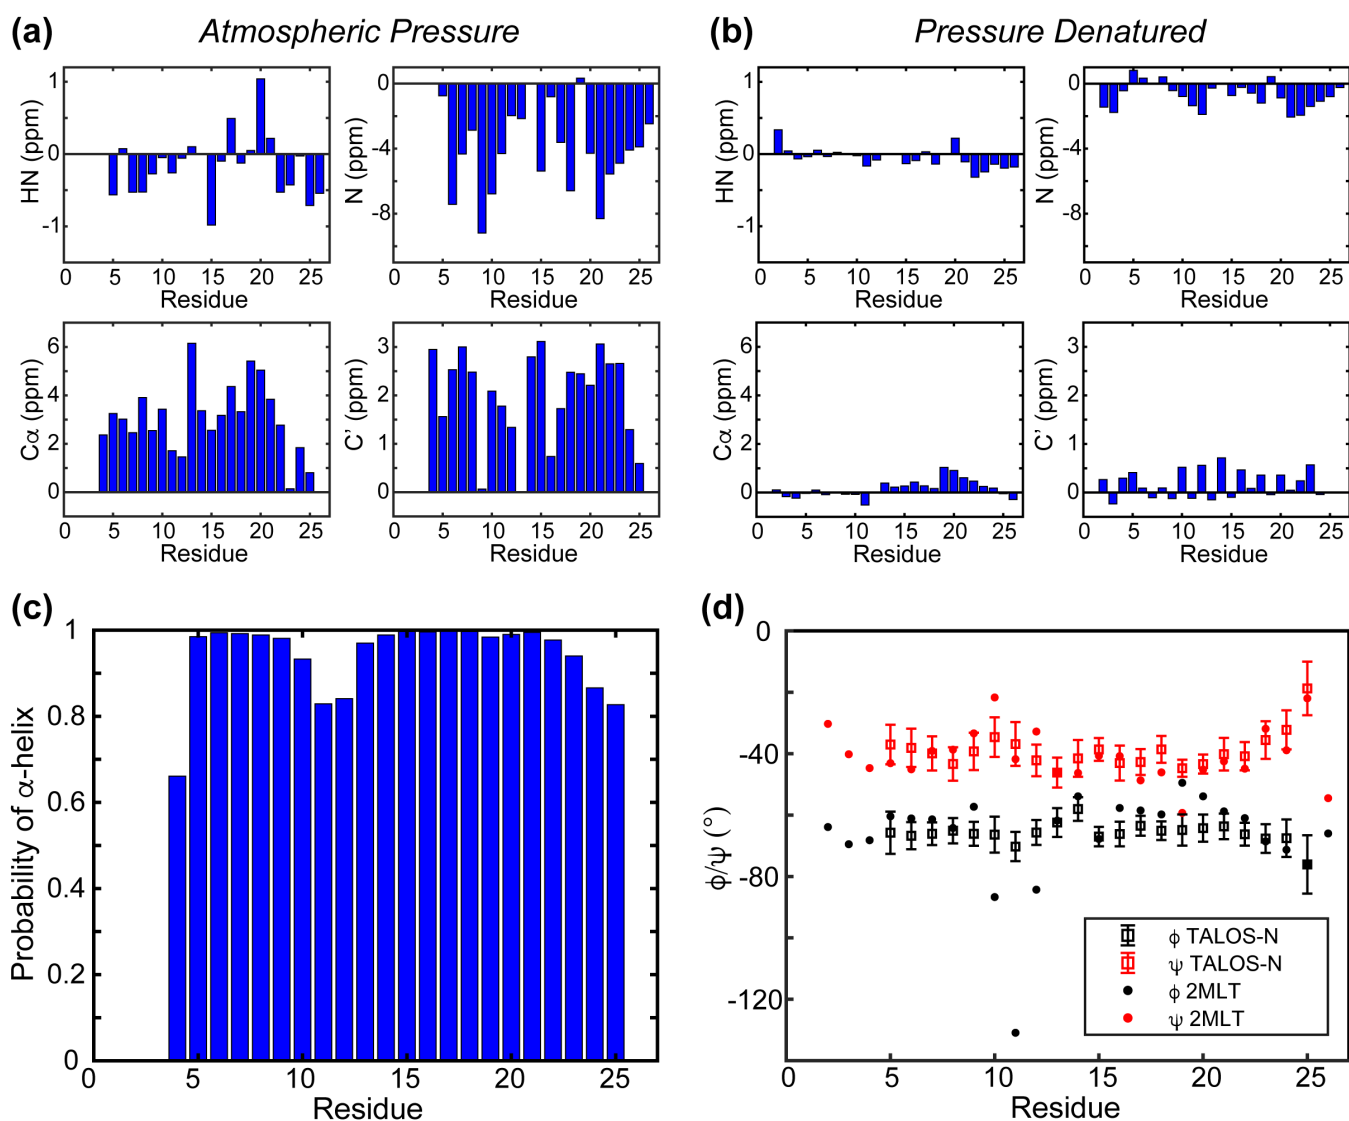 (a) Atmospheric Pressure
(b) Pressure Denatured
HN (ppm)
1
0
-1
0 5 10 15 20 25
Residue
N (ppm)
0
-4
-8
0 5 10 15 20 25
Residue
HN (ppm)
1
0
-1
0 5 10 15 20 25
Residue
N (ppm)
0
-4
-8
0 5 10 15 20 25
Residue
Cα (ppm)
6
4
2
0
0 5 10 15 20 25
Residue
C' (ppm)
3
2
1
0
0 5 10 15 20 25
Residue
Cα (ppm)
6
4
2
0
0 5 10 15 20 25
Residue
C' (ppm)
3
2
1
0
0 5 10 15 20 25
Residue
(c)
Probability of α-helix
1
0.8
0.6
0.4
0.2
0
0 5 10 15 20 25
Residue
(d)
ϕ/ψ (°)
0
-40
-80
-120
ϕ TALOS-N
ψ TALOS-N
ϕ 2MLT
ψ 2MLT
0 5 10 15 20 25
Residue